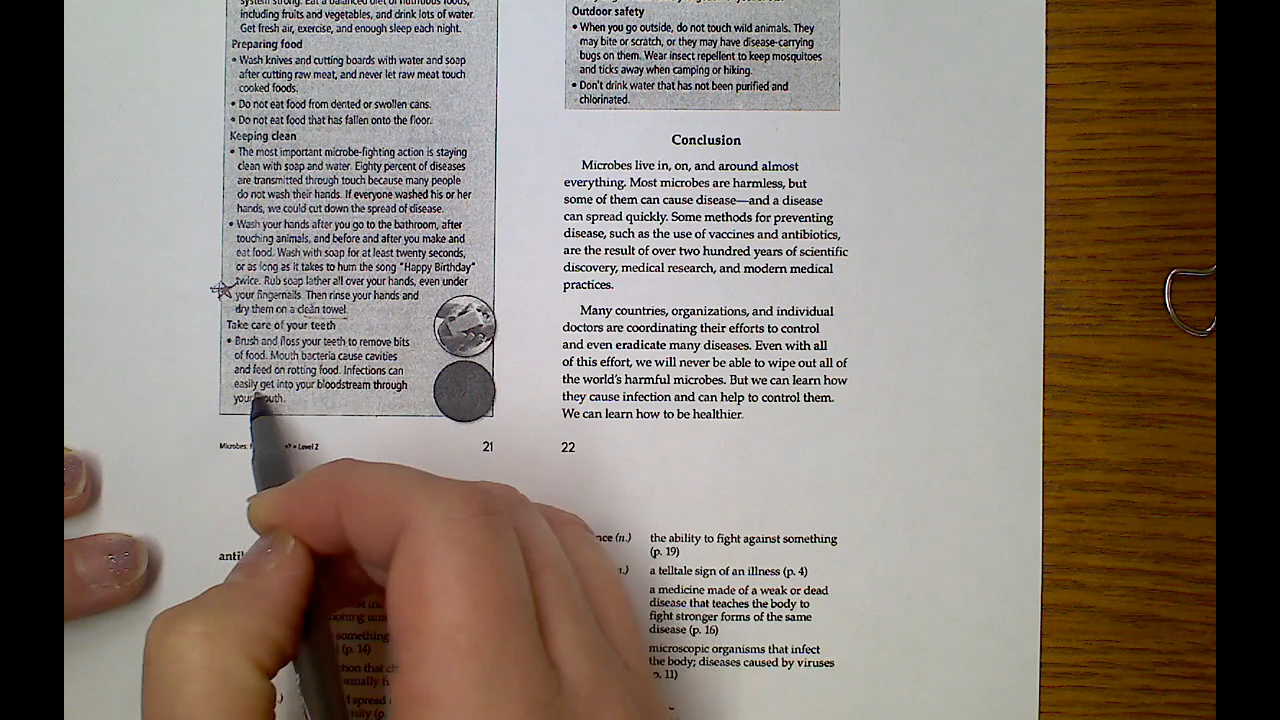 system strong. Eat a balanced diet of nutritious foods,
including fruits and vegetables, and drink lots of water.
Get fresh air, exercise, and enough sleep each night.
Preparing food
• Wash knives and cutting boards with water and soap
after cutting raw meat, and never let raw meat touch
cooked foods.
• Do not eat food from dented or swollen cans.
• Do not eat food that has fallen onto the floor.
Keeping clean
• The most important microbe-fighting action is staying
clean with soap and water. Eighty percent of diseases
are transmitted through touch because many people
do not wash their hands. If everyone washed his or her
hands, we could cut down the spread of disease.
• Wash your hands after you go to the bathroom, after
touching animals, and before and after you make and
eat food. Wash with soap for at least twenty seconds,
or as long as it takes to hum the song "Happy Birthday"
twice. Rub soap lather all over your hands, even under
your fingernails. Then rinse your hands and
dry them on a clean towel.
Take care of your teeth
• Brush and floss your teeth to remove bits
of food. Mouth bacteria cause cavities
and feed on rotting food. Infections can
easily get into your bloodstream through
your mouth.
Microbes: • Level Z 21
Outdoor safety
• When you go outside, do not touch wild animals. They
may bite or scratch, or they may have disease-carrying
bugs on them. Wear insect repellent to keep mosquitoes
and ticks away when camping or hiking.
• Don't drink water that has not been purified and
chlorinated.
Conclusion
Microbes live in, on, and around almost
everything. Most microbes are harmless, but
some of them can cause disease—and a disease
can spread quickly. Some methods for preventing
disease, such as the use of vaccines and antibiotics,
are the result of over two hundred years of scientific
discovery, medical research, and modern medical
practices.
Many countries, organizations, and individual
doctors are coordinating their efforts to control
and even eradicate many diseases. Even with all
of this effort, we will never be able to wipe out all of
the world's harmful microbes. But we can learn how
they cause infection and can help to control them.
We can learn how to be healthier.
22
something
(p. 14)
spread
(n.) the ability to fight against something
(p. 19)
a telltale sign of an illness (p. 4)
a medicine made of a weak or dead
disease that teaches the body to
fight stronger forms of the same
disease (p. 16)
microscopic organisms that infect
the body; diseases caused by viruses
p. 11)